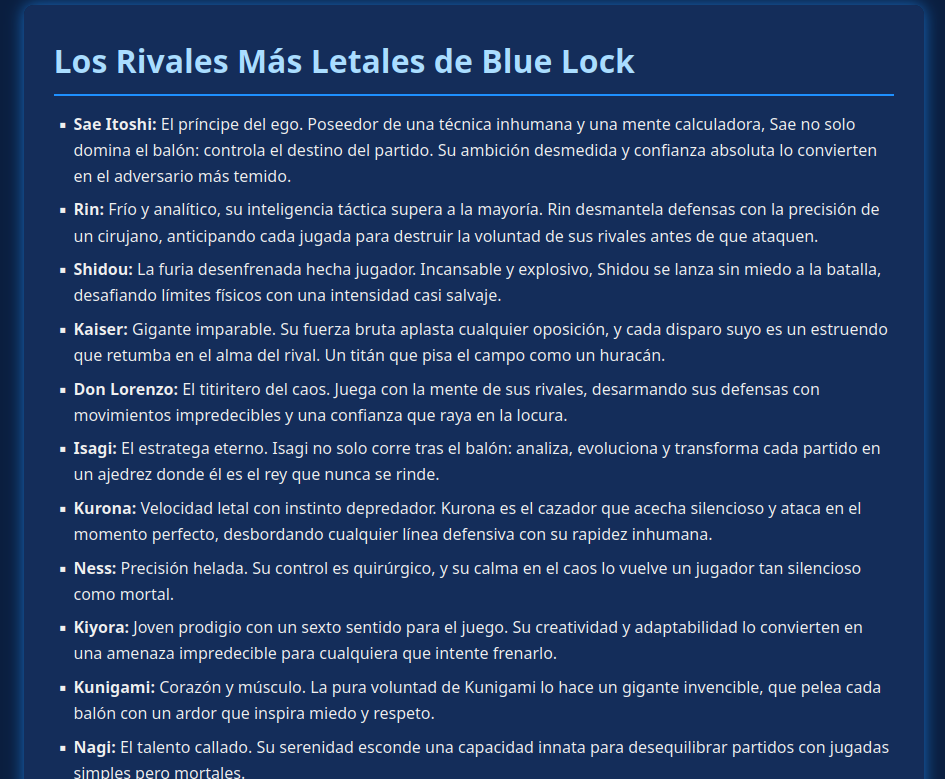 Los Rivales Más Letales de Blue Lock
▪ Sae Itoshi: El príncipe del ego. Poseedor de una técnica inhumana y una mente calculadora, Sae no solo
domina el balón: controla el destino del partido. Su ambición desmedida y confianza absoluta lo convierten
en el adversario más temido.
▪ Rin: Frío y analítico, su inteligencia táctica supera a la mayoría. Rin desmantela defensas con la precisión de
un cirujano, anticipando cada jugada para destruir la voluntad de sus rivales antes de que ataquen.
▪ Shidou: La furia desenfrenada hecha jugador. Incansable y explosivo, Shidou se lanza sin miedo a la batalla,
desafiando límites físicos con una intensidad casi salvaje.
▪ Kaiser: Gigante imparable. Su fuerza bruta aplasta cualquier oposición, y cada disparo suyo es un estruendo
que retumba en el alma del rival. Un titán que pisa el campo como un huracán.
▪ Don Lorenzo: El titiritero del caos. Juega con la mente de sus rivales, desarmando sus defensas con
movimientos impredecibles y una confianza que raya en la locura.
▪ Isagi: El estratega eterno. Isagi no solo corre tras el balón: analiza, evoluciona y transforma cada partido en
un ajedrez donde él es el rey que nunca se rinde.
▪ Kurona: Velocidad letal con instinto depredador. Kurona es el cazador que acecha silencioso y ataca en el
momento perfecto, desbordando cualquier línea defensiva con su rapidez inhumana.
▪ Ness: Precisión helada. Su control es quirúrgico, y su calma en el caos lo vuelve un jugador tan silencioso
como mortal.
▪ Kiyora: Joven prodigio con un sexto sentido para el juego. Su creatividad y adaptabilidad lo convierten en
una amenaza impredecible para cualquiera que intente frenarlo.
▪ Kunigami: Corazón y músculo. La pura voluntad de Kunigami lo hace un gigante invencible, que pelea cada
balón con un ardor que inspira miedo y respeto.
▪ Nagi: El talento callado. Su serenidad esconde una capacidad innata para desequilibrar partidos con jugadas
simples pero mortales.